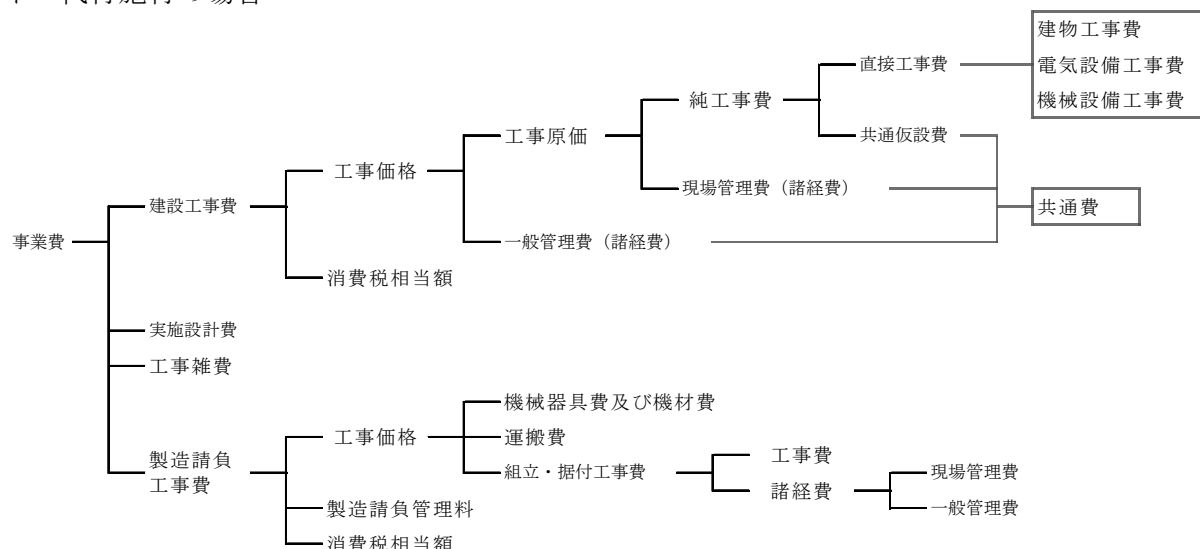 代行施行の場合
建物工事費
直接工事費
電気設備工事費
機械設備工事費
純工事費
工事原価
共通仮設費
工事価格
現場管理費（諸経費）
建設工事費
共通費
事業費
一般管理費（諸経費）
消費税相当額
実施設計費
工事雑費
機械器具費及び機材費
工事価格
運搬費
製造請負
工事費
組立・据付工事費
工事費
諸経費
現場管理費
一般管理費
製造請負管理料
消費税相当額